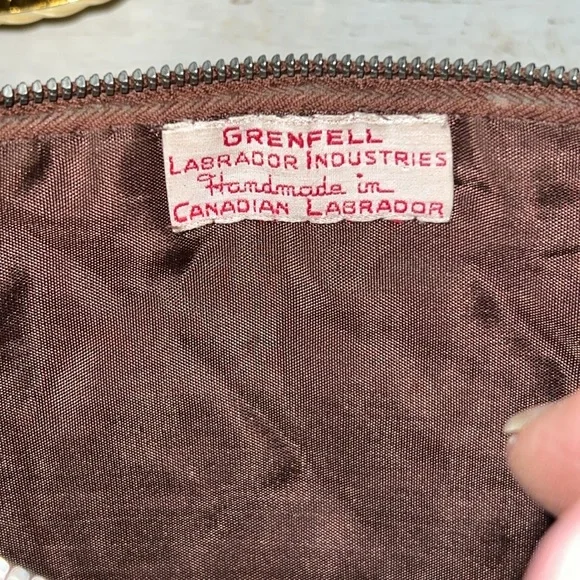 GRENFELL
LABRADOR INDUSTRIES
Handmade in
CANADIAN LABRADOR